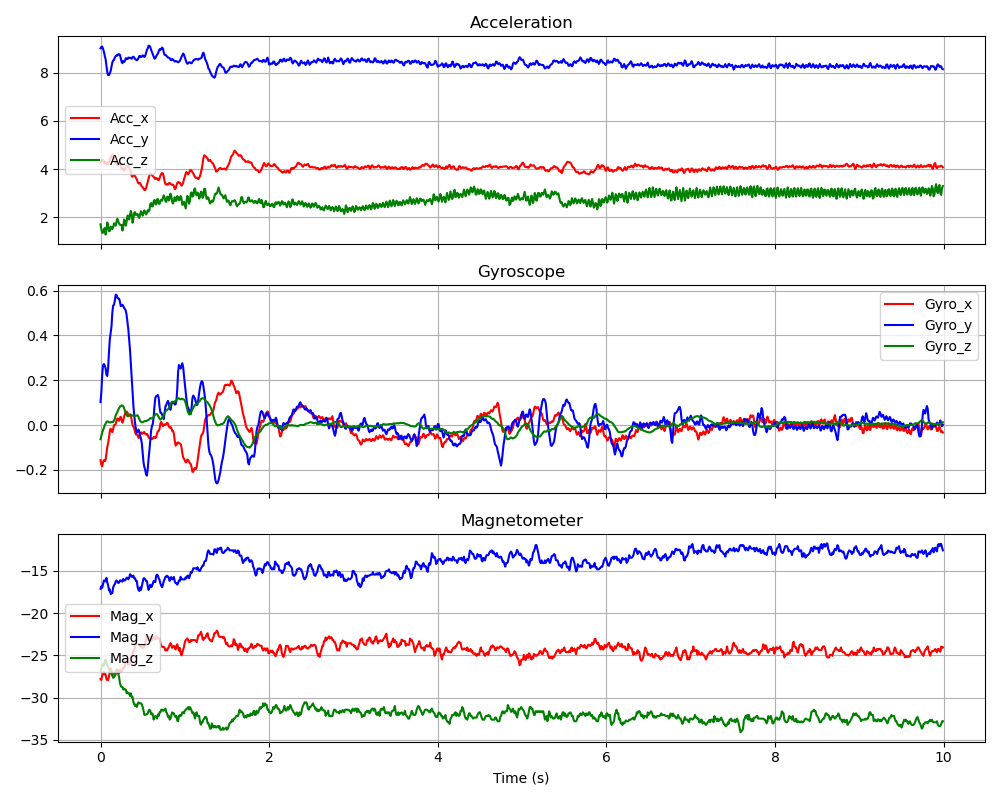 Acceleration
8
6
4
2
Acc_x
Acc_y
Acc_z
Gyroscope
0.6
0.4
0.2
0.0
−0.2
Gyro_x
Gyro_y
Gyro_z
Magnetometer
−15
−20
−25
−30
−35
Mag_x
Mag_y
Mag_z
0 2 4 6 8 10
Time (s)